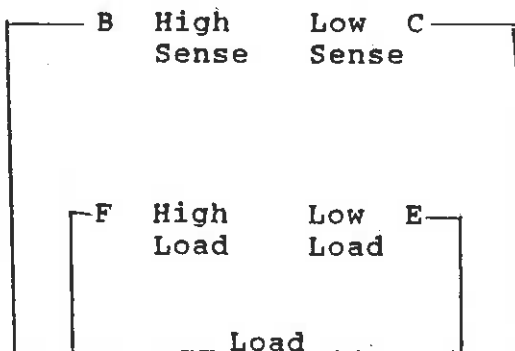 B High Low C
Sense Sense
F High Low E
Load Load
Load